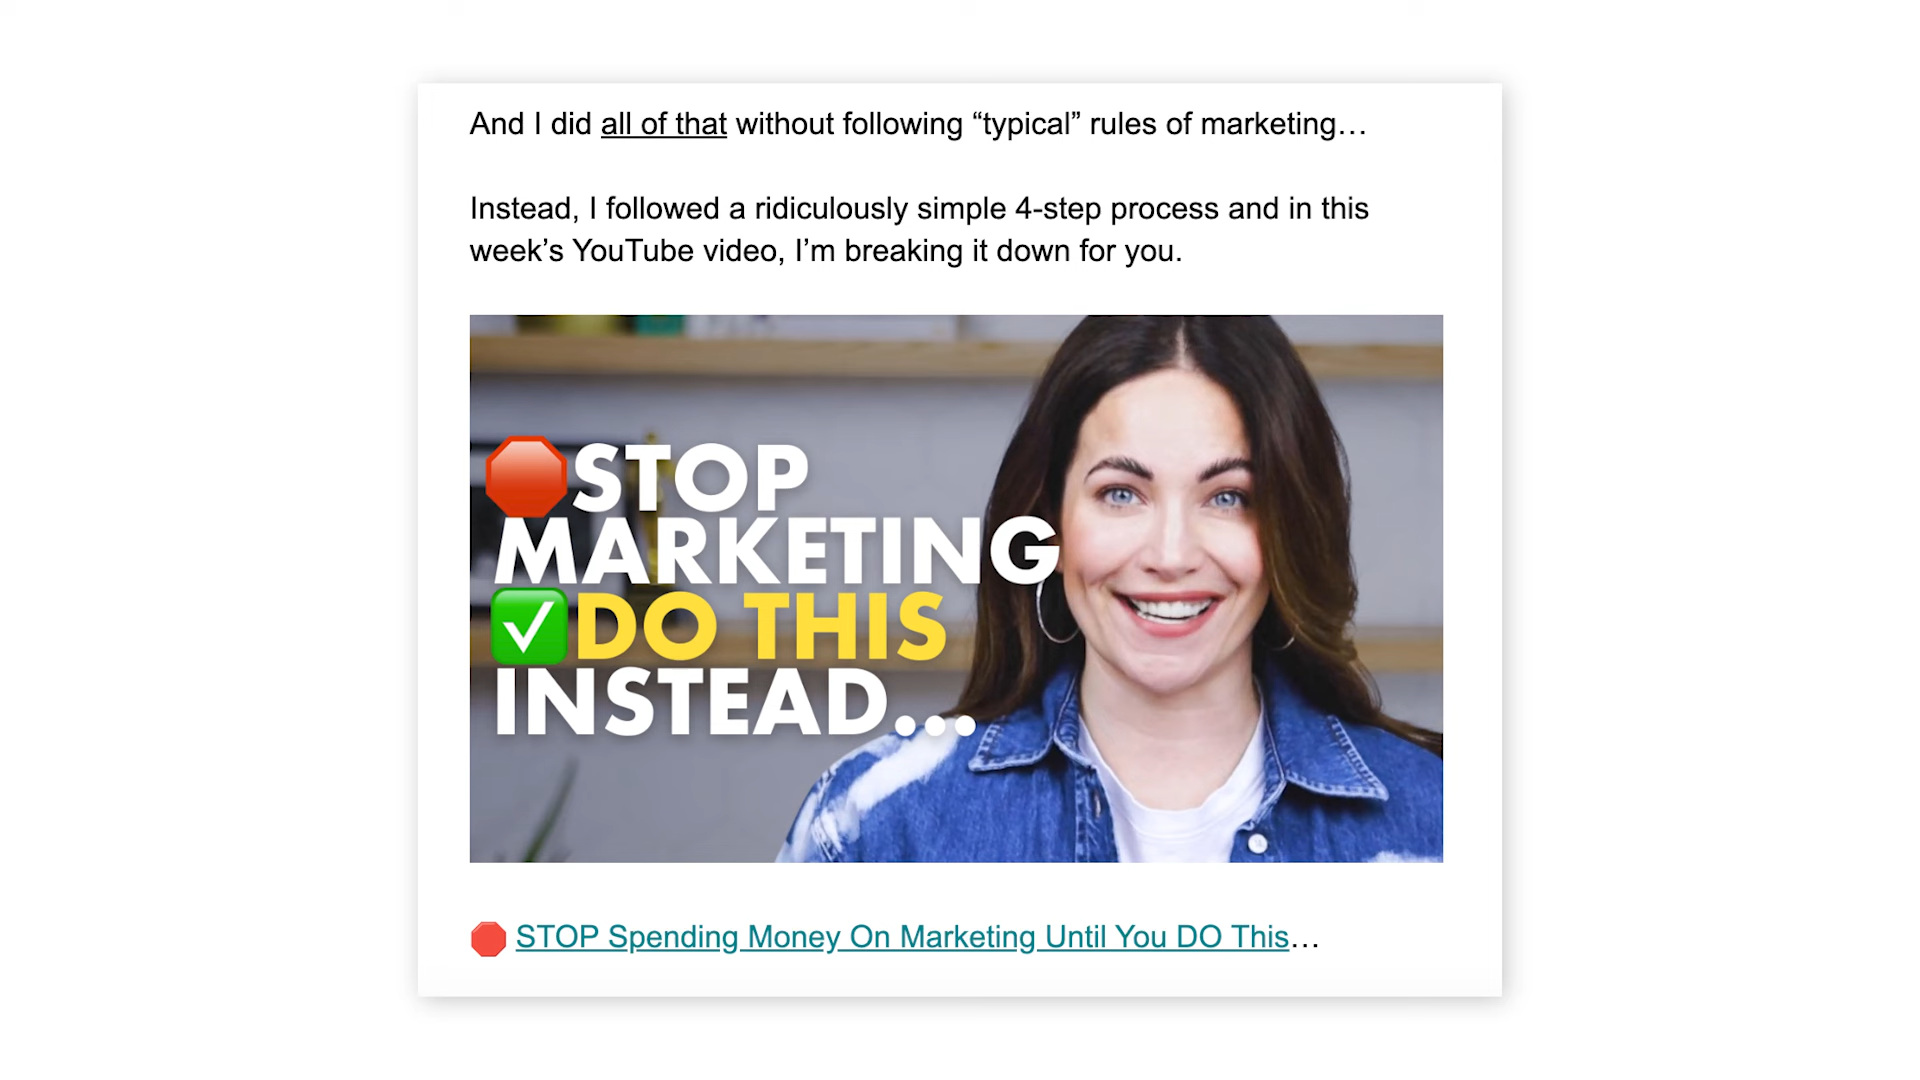 And I did all of that without following “typical” rules of marketing…
Instead, I followed a ridiculously simple 4-step process and in this
week’s YouTube video, I’m breaking it down for you.
🛑STOP
MARKETING
✅DO THIS
INSTEAD...
🛑 STOP Spending Money On Marketing Until You DO This…